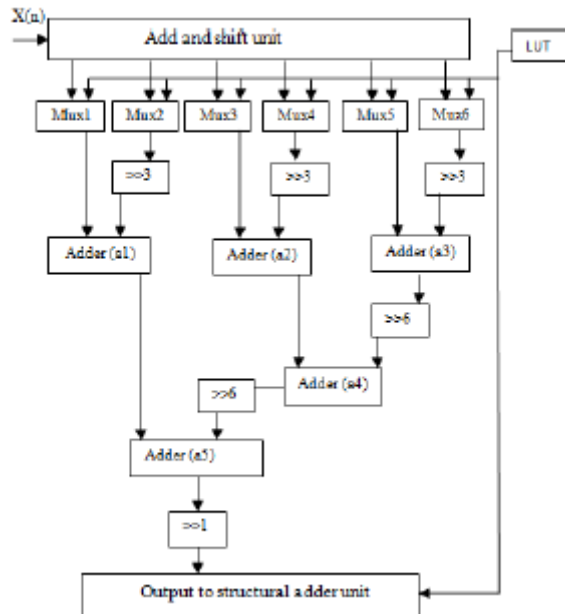 X(n)
Add and shift unit
LUT
Mux1 Mux2 Mux3 Mux4 Mux5 Mux6
>>3 >>3 >>3
Adder (a1) Adder (a2) Adder (a3)
>>6
Adder (a4)
>>6
Adder (a5)
>>1
Output to structural adder unit